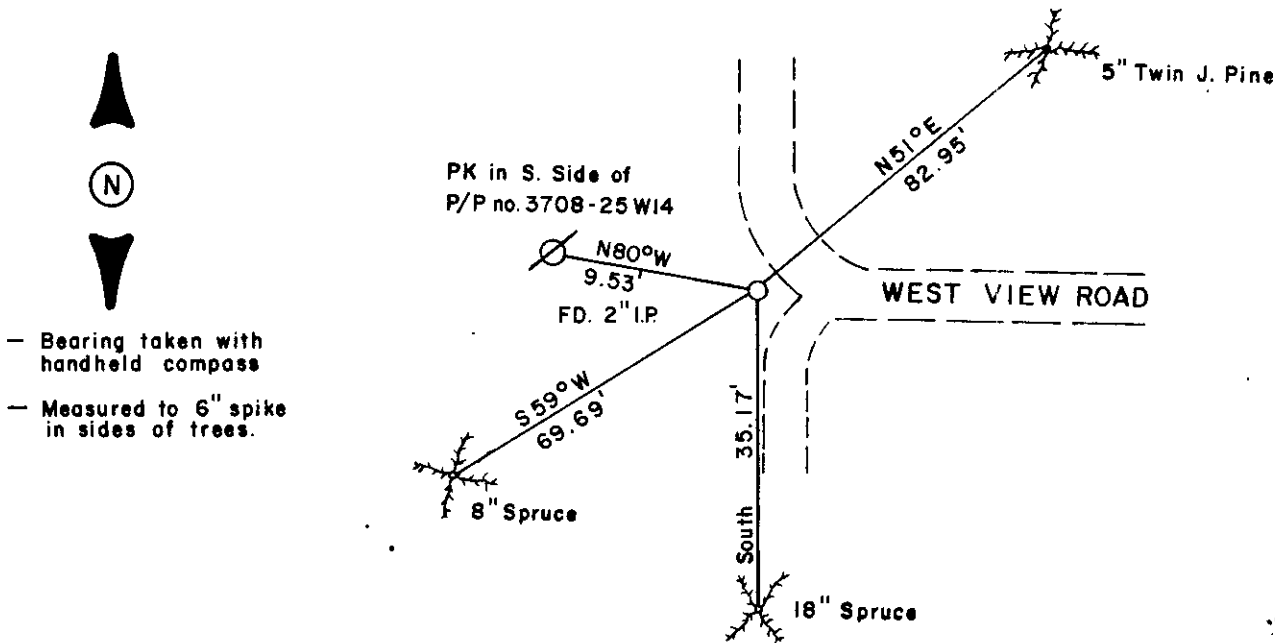 5" Twin J. Pine
N 51° E
82.95'
PK in S. Side of
P/P no. 3708-25 W14
N
N80°W
9.53'
FD. 2" I.P.
WEST VIEW ROAD
— Bearing taken with
handheld compass
— Measured to 6" spike
in sides of trees.
S 59° W
69.69'
South 35.17'
8" Spruce
18" Spruce